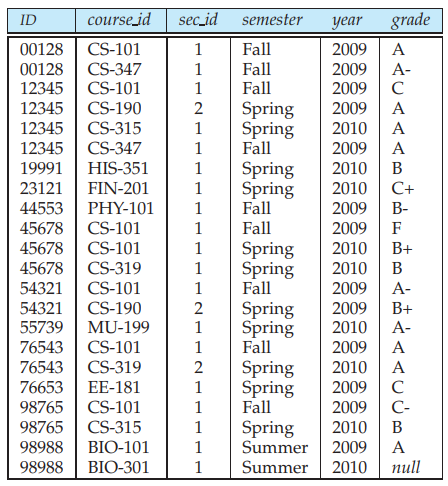 ID course_id sec_id semester year grade
00128 CS-101 1 Fall 2009 A
00128 CS-347 1 Fall 2009 A-
12345 CS-101 1 Fall 2009 C
12345 CS-190 2 Spring 2009 A
12345 CS-315 1 Spring 2010 A
12345 CS-347 1 Fall 2009 A
19991 HIS-351 1 Spring 2010 B
23121 FIN-201 1 Spring 2010 C+
44553 PHY-101 1 Fall 2009 B-
45678 CS-101 1 Fall 2009 F
45678 CS-101 1 Spring 2010 B+
45678 CS-319 1 Spring 2010 B
54321 CS-101 1 Fall 2009 A-
54321 CS-190 2 Spring 2009 B+
55739 MU-199 1 Spring 2010 A-
76543 CS-101 1 Fall 2009 A
76543 CS-319 2 Spring 2010 A
76653 EE-181 1 Spring 2009 C
98765 CS-101 1 Fall 2009 C-
98765 CS-315 1 Spring 2010 B
98988 BIO-101 1 Summer 2009 A
98988 BIO-301 1 Summer 2010 null